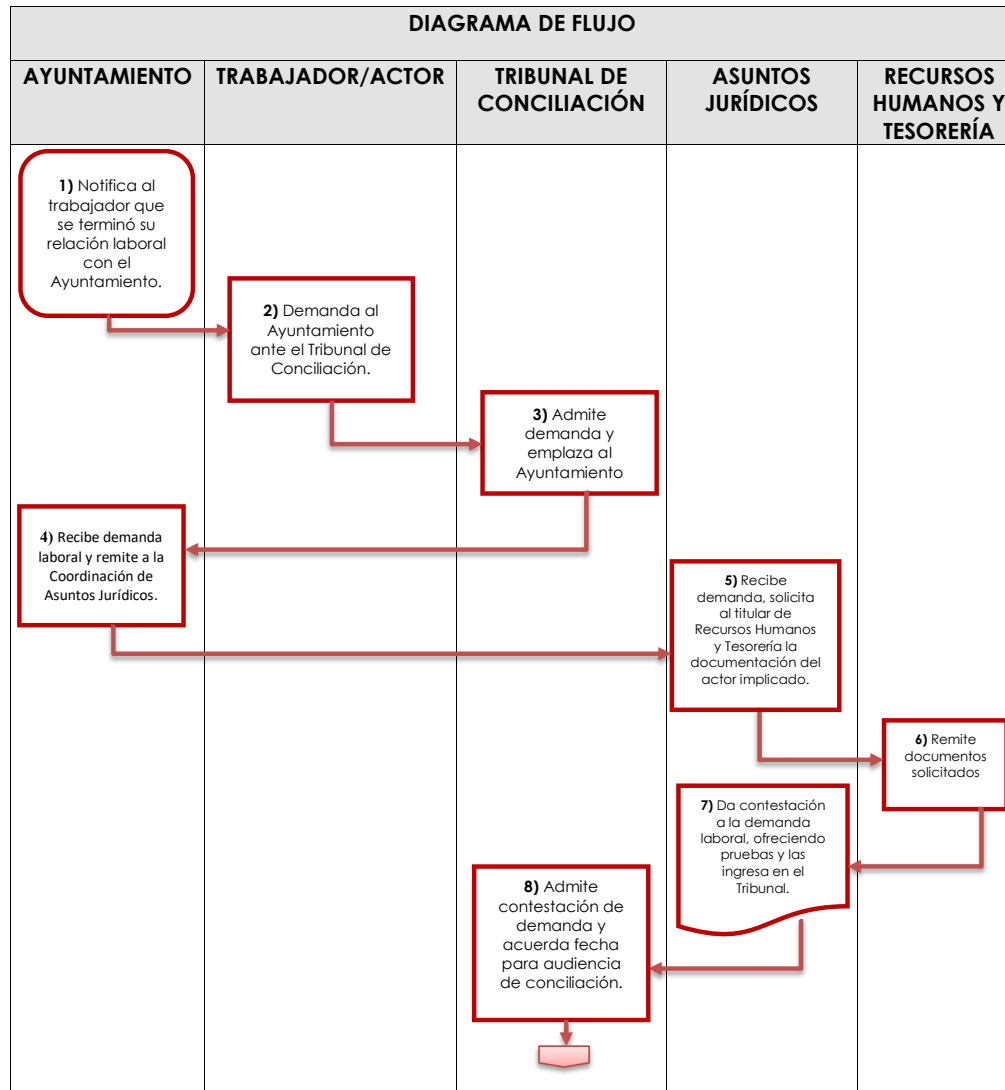 DIAGRAMA DE FLUJO
AYUNTAMIENTO
TRABAJADOR/ACTOR
TRIBUNAL DE
CONCILIACIÓN
ASUNTOS
JURÍDICOS
RECURSOS
HUMANOS Y
TESORERÍA
1) Notifica al
trabajador que
se terminó su
relación laboral
con el
Ayuntamiento.
2) Demanda al
Ayuntamiento
ante el Tribunal de
Conciliación.
3) Admite
demanda y
emplaza al
Ayuntamiento
4) Recibe demanda
laboral y remite a la
Coordinación de
Asuntos Jurídicos.
5) Recibe
demanda, solicita
al titular de
Recursos Humanos
y Tesorería la
documentación del
actor implicado.
6) Remite
documentos
solicitados
7) Da contestación
a la demanda
laboral, ofreciendo
pruebas y las
ingresa en el
Tribunal.
8) Admite
contestación de
demanda y
acuerda fecha
para audiencia
de conciliación.